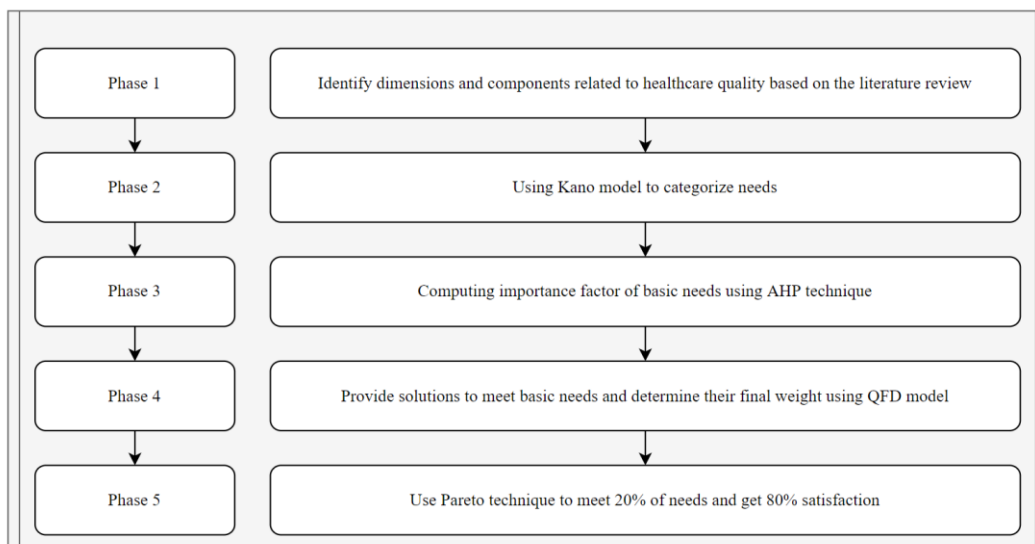 Phase 1
Identify dimensions and components related to healthcare quality based on the literature review
Phase 2
Using Kano model to categorize needs
Phase 3
Computing importance factor of basic needs using AHP technique
Phase 4
Provide solutions to meet basic needs and determine their final weight using QFD model
Phase 5
Use Pareto technique to meet 20% of needs and get 80% satisfaction